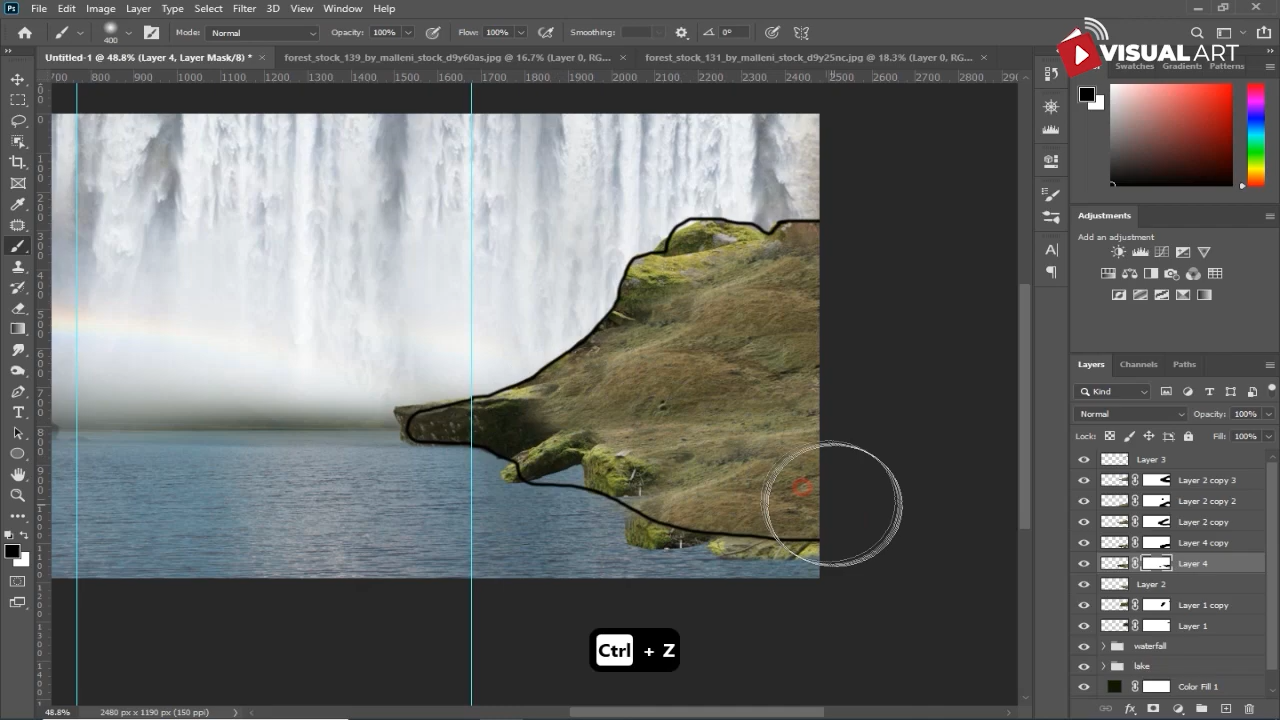 Ps File Edit Image Layer Type Select Filter 3D View Window Help
400 Mode: Normal Opacity: 100% Flow: 100% Smoothing: 0°
VISUAL ART
Untitled-1 @ 48.8% (Layer 4, Layer Mask/8) * × forest_stock_139_by_malleni_stock_d9y60as.jpg @ 16.7% (Layer 0, RG... × forest_stock_131_by_malleni_stock_d9y25nc.jpg @ 18.3% (Layer 0, RG... ×
Swatches Gradients Patterns
700 800 900 1000 1100 1200 1300 1400 1500 1600 1700 1800 1900 2000 2100 2200 2300 2400 2500 2600 2700 2800 290
Adjustments
Add an adjustment
Layers Channels Paths
Kind
Normal Opacity: 100%
Lock: Fill: 100%
Layer 3
Layer 2 copy 3
Layer 2 copy 2
Layer 2 copy
Layer 4 copy
Layer 4
Layer 2
Layer 1 copy
Layer 1
waterfall
lake
Color Fill 1
Ctrl + Z
48.8% 2480 px x 1190 px (150 ppi)